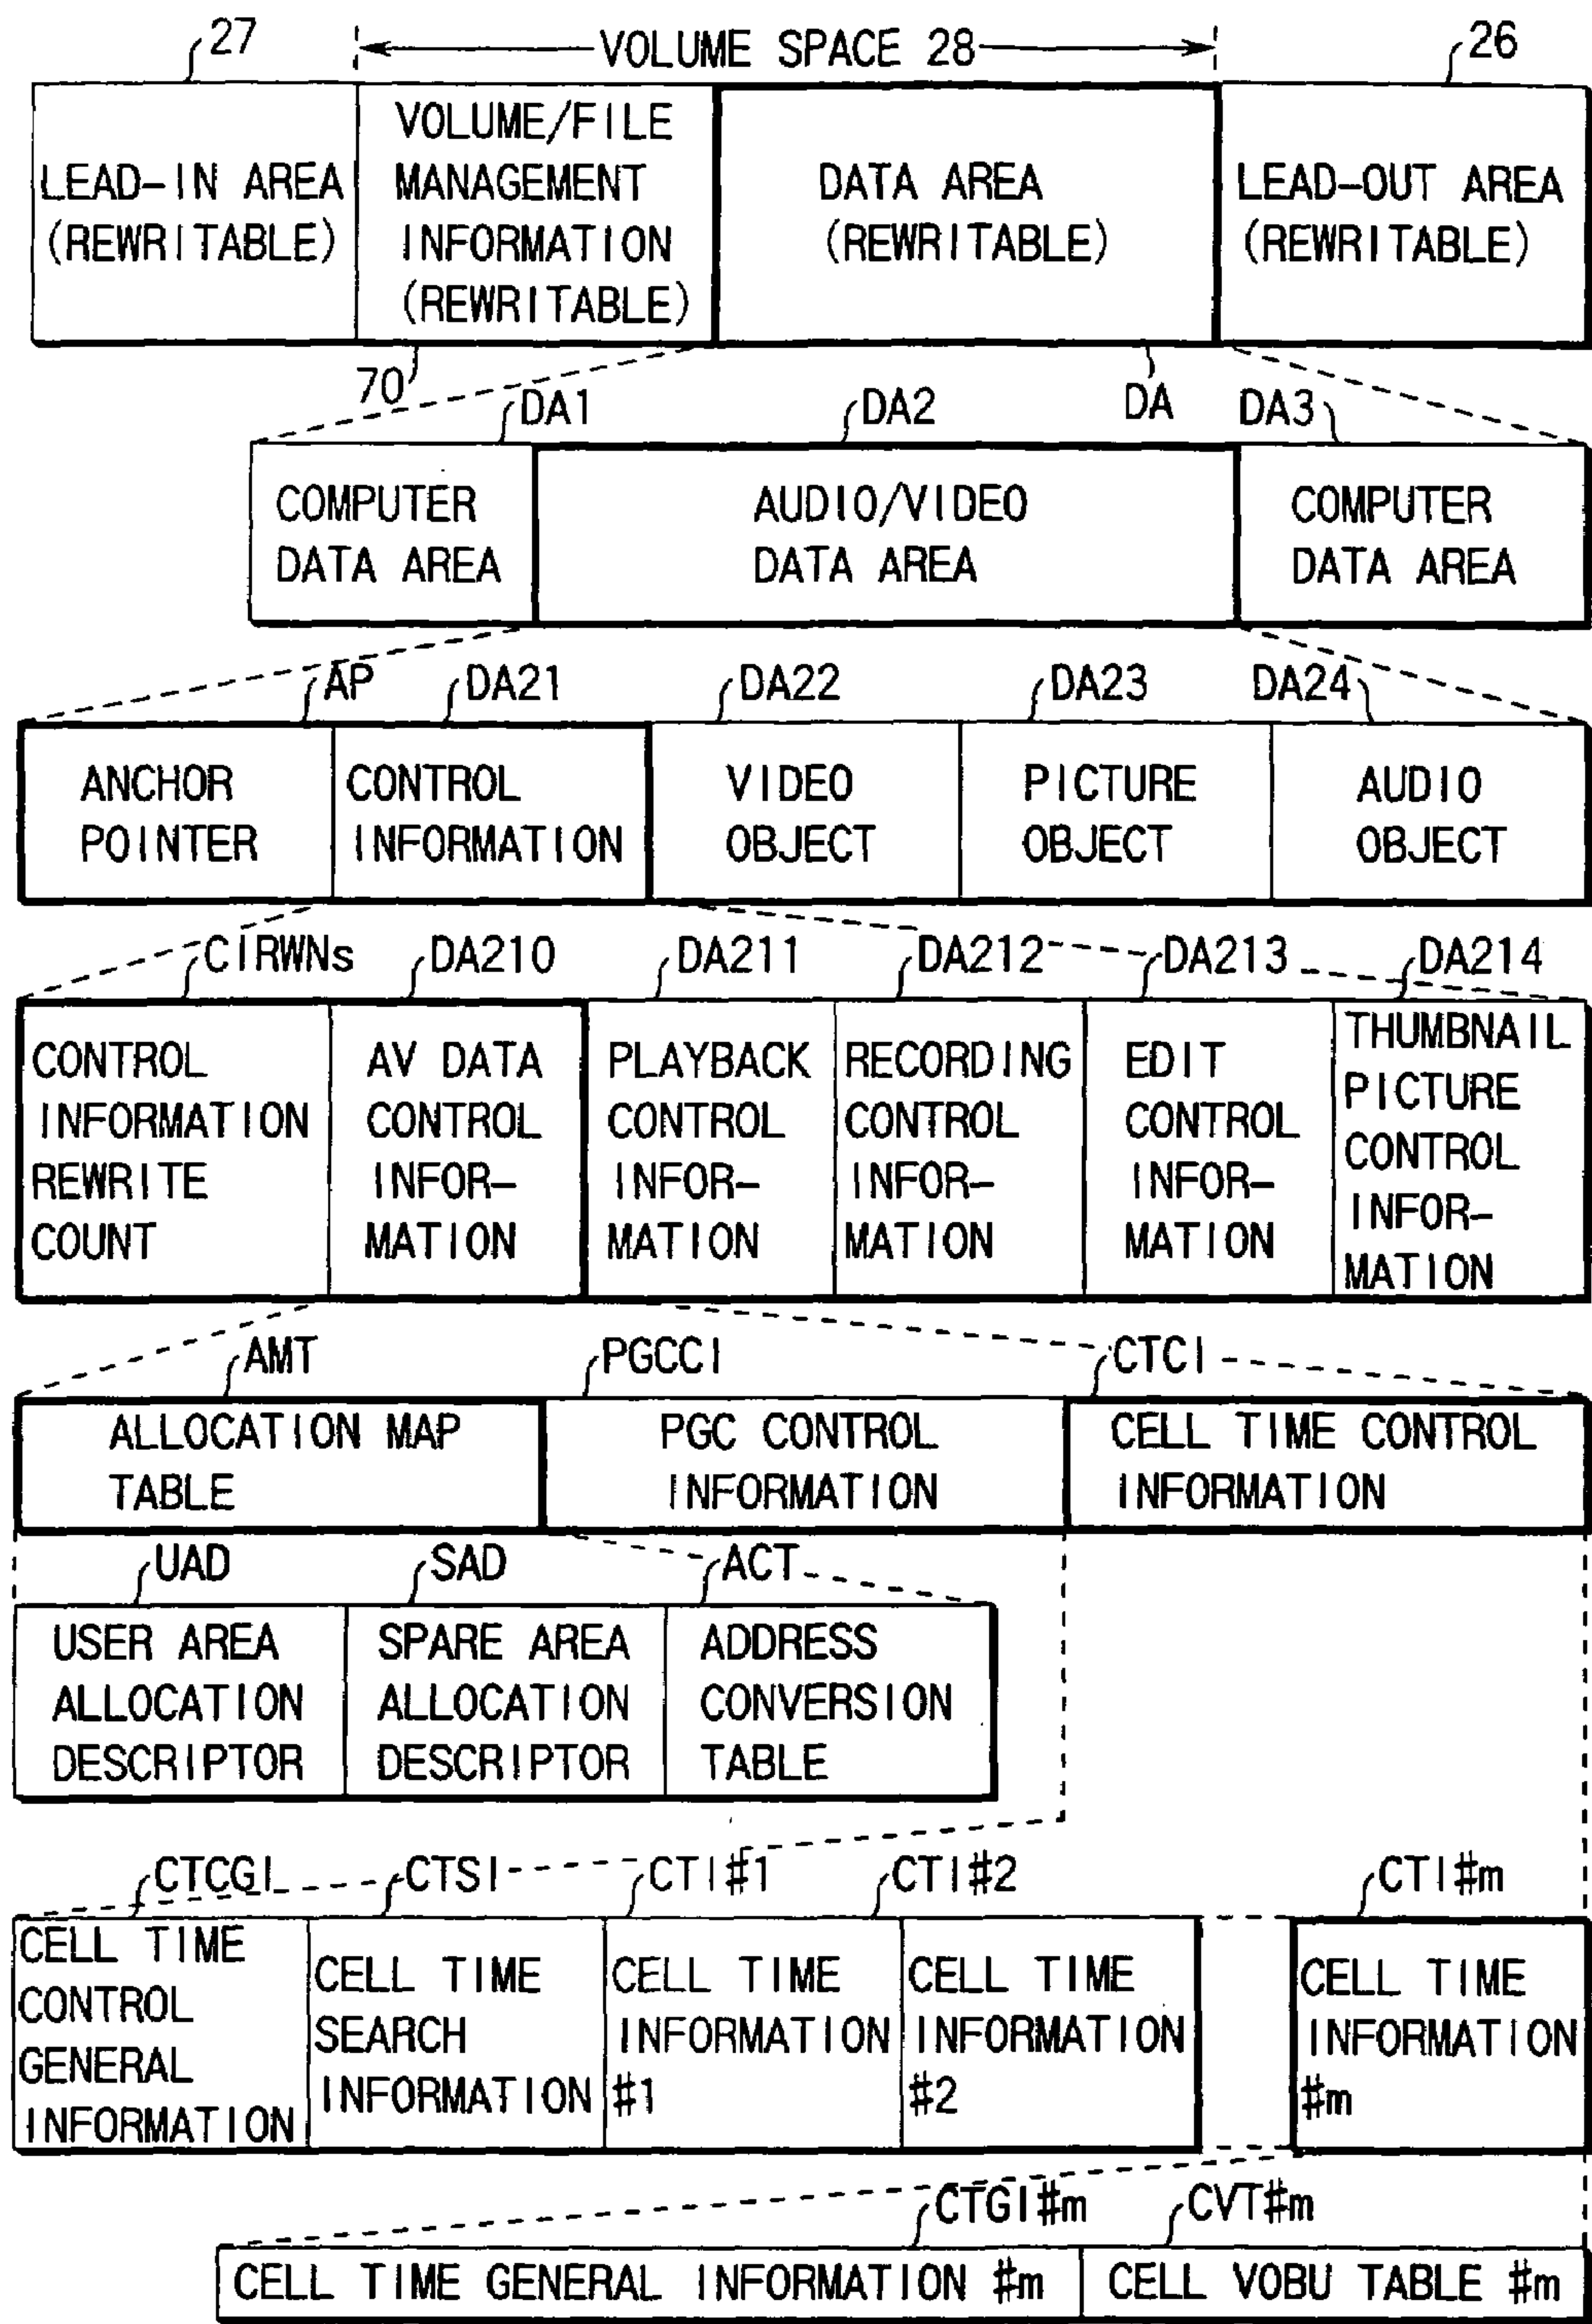 27
VOLUME SPACE 28
26
LEAD-IN AREA
(REWRITABLE)
VOLUME/FILE
MANAGEMENT
INFORMATION
(REWRITABLE)
DATA AREA
(REWRITABLE)
LEAD-OUT AREA
(REWRITABLE)
70
DA
DA1
DA2
DA3
COMPUTER
DATA AREA
AUDIO/VIDEO
DATA AREA
COMPUTER
DATA AREA
AP
DA21
DA22
DA23
DA24
ANCHOR
POINTER
CONTROL
INFORMATION
VIDEO
OBJECT
PICTURE
OBJECT
AUDIO
OBJECT
CIRWNs
DA210
DA211
DA212
DA213
DA214
CONTROL
INFORMATION
REWRITE
COUNT
AV DATA
CONTROL
INFOR-
MATION
PLAYBACK
CONTROL
INFOR-
MATION
RECORDING
CONTROL
INFOR-
MATION
EDIT
CONTROL
INFOR-
MATION
THUMBNAIL
PICTURE
CONTROL
INFOR-
MATION
AMT
PGCCI
CTCI
ALLOCATION MAP
TABLE
PGC CONTROL
INFORMATION
CELL TIME CONTROL
INFORMATION
UAD
SAD
ACT
USER AREA
ALLOCATION
DESCRIPTOR
SPARE AREA
ALLOCATION
DESCRIPTOR
ADDRESS
CONVERSION
TABLE
CTCGI
CTSI
CTI#1
CTI#2
CTI#m
CELL TIME
CONTROL
GENERAL
INFORMATION
CELL TIME
SEARCH
INFORMATION
CELL TIME
INFORMATION
#1
CELL TIME
INFORMATION
#2
CELL TIME
INFORMATION
#m
CTGI#m
CVT#m
CELL TIME GENERAL INFORMATION #m
CELL VOBU TABLE #m